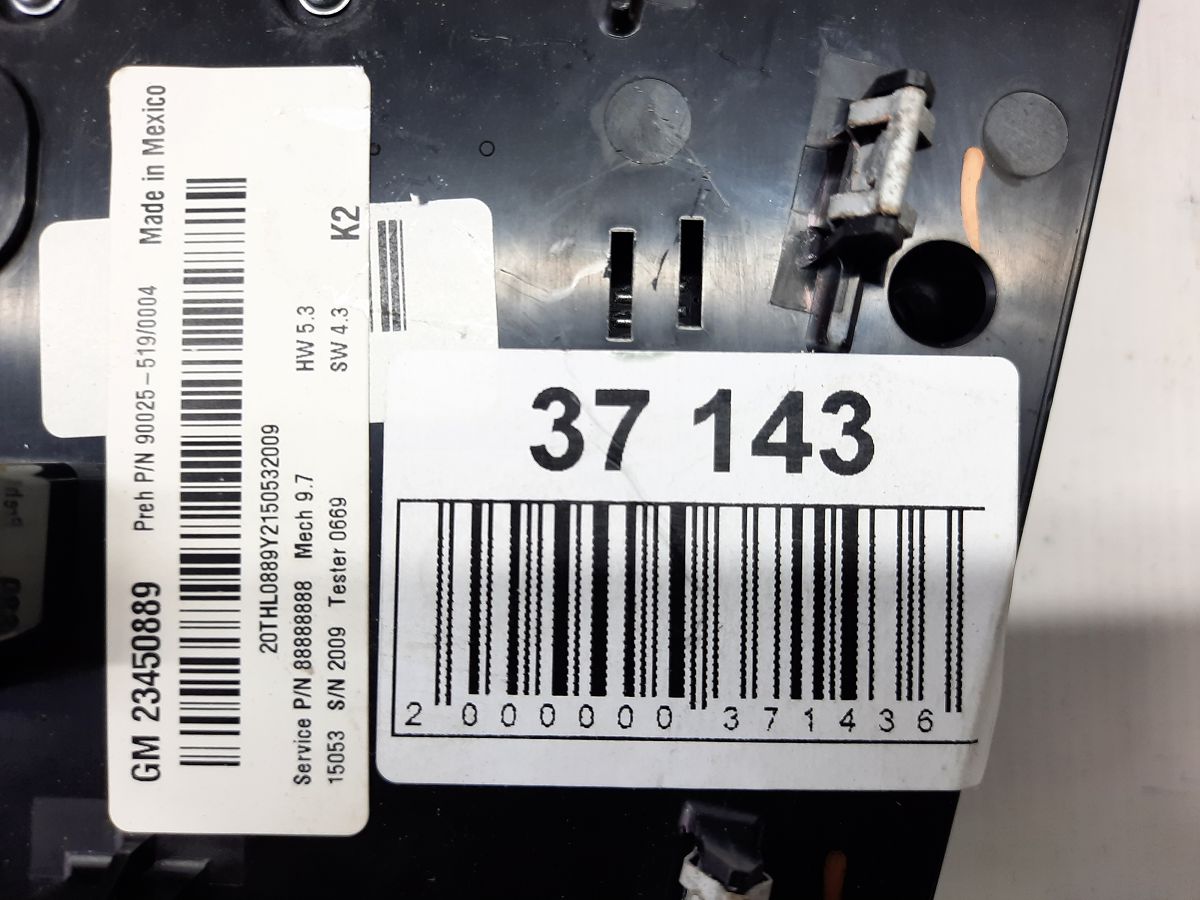 GM 23450889 Preh P/N 90025-519/0004 Made in Mexico
20THL0889Y2150532009
Service P/N 88888888 Mech 9.7 HW 5.3
15053 S/N 2009 Tester 0669 SW 4.3 K2
37 143
2 000000 371436